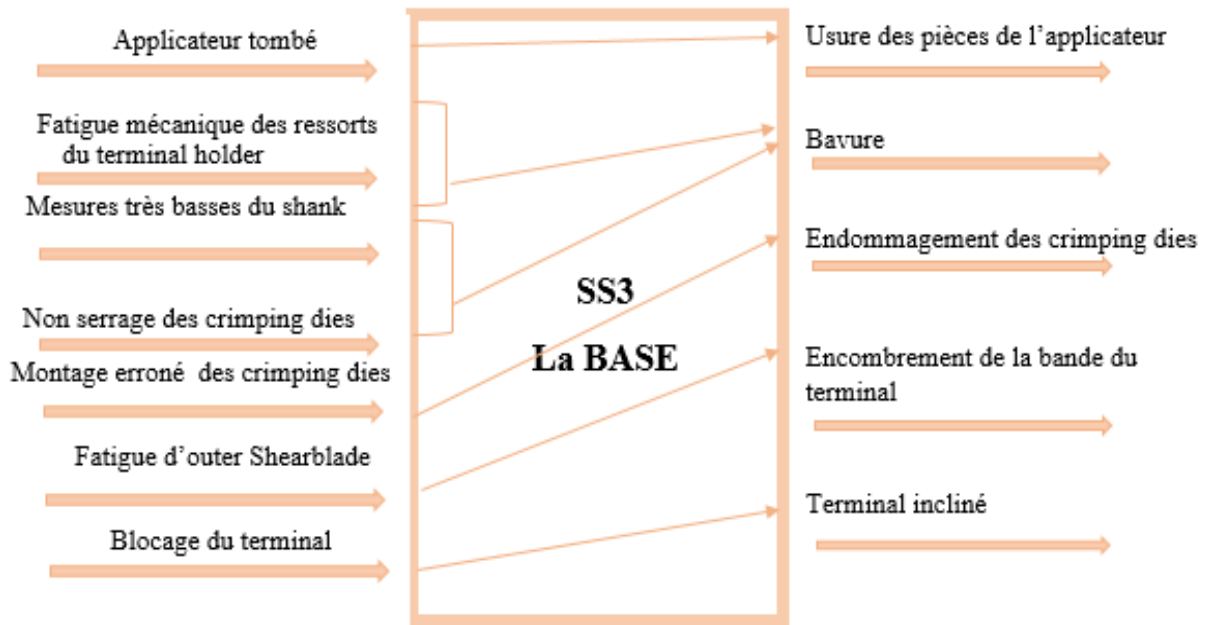 Applicateur tombé
Fatigue mécanique des ressorts
du terminal holder
Mesures très basses du shank
Non serrage des crimping dies
Montage erroné des crimping dies
Fatigue d’outer Shearblade
Blocage du terminal
SS3
La BASE
Usure des pièces de l’applicateur
Bavure
Endommagement des crimping dies
Encombrement de la bande du
terminal
Terminal incliné